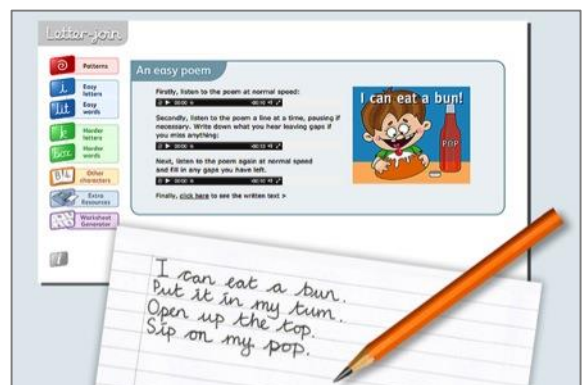 Letter-join
Patterns
Easy
letters
Easy
words
Harder
letters
Harder
words
Other
characters
Extra
Resources
Worksheet
Generator
An easy poem
Firstly, listen to the poem at normal speed:
Secondly, listen to the poem a line at a time, pausing if
necessary. Write down what you hear leaving gaps if
you miss anything:
Next, listen to the poem again at normal speed
and fill in any gaps you have left.
Finally, click here to see the written text >
I can eat a bun!
POP
I can eat a bun.
Put it in my tum.
Open up the top.
Sip on my pop.